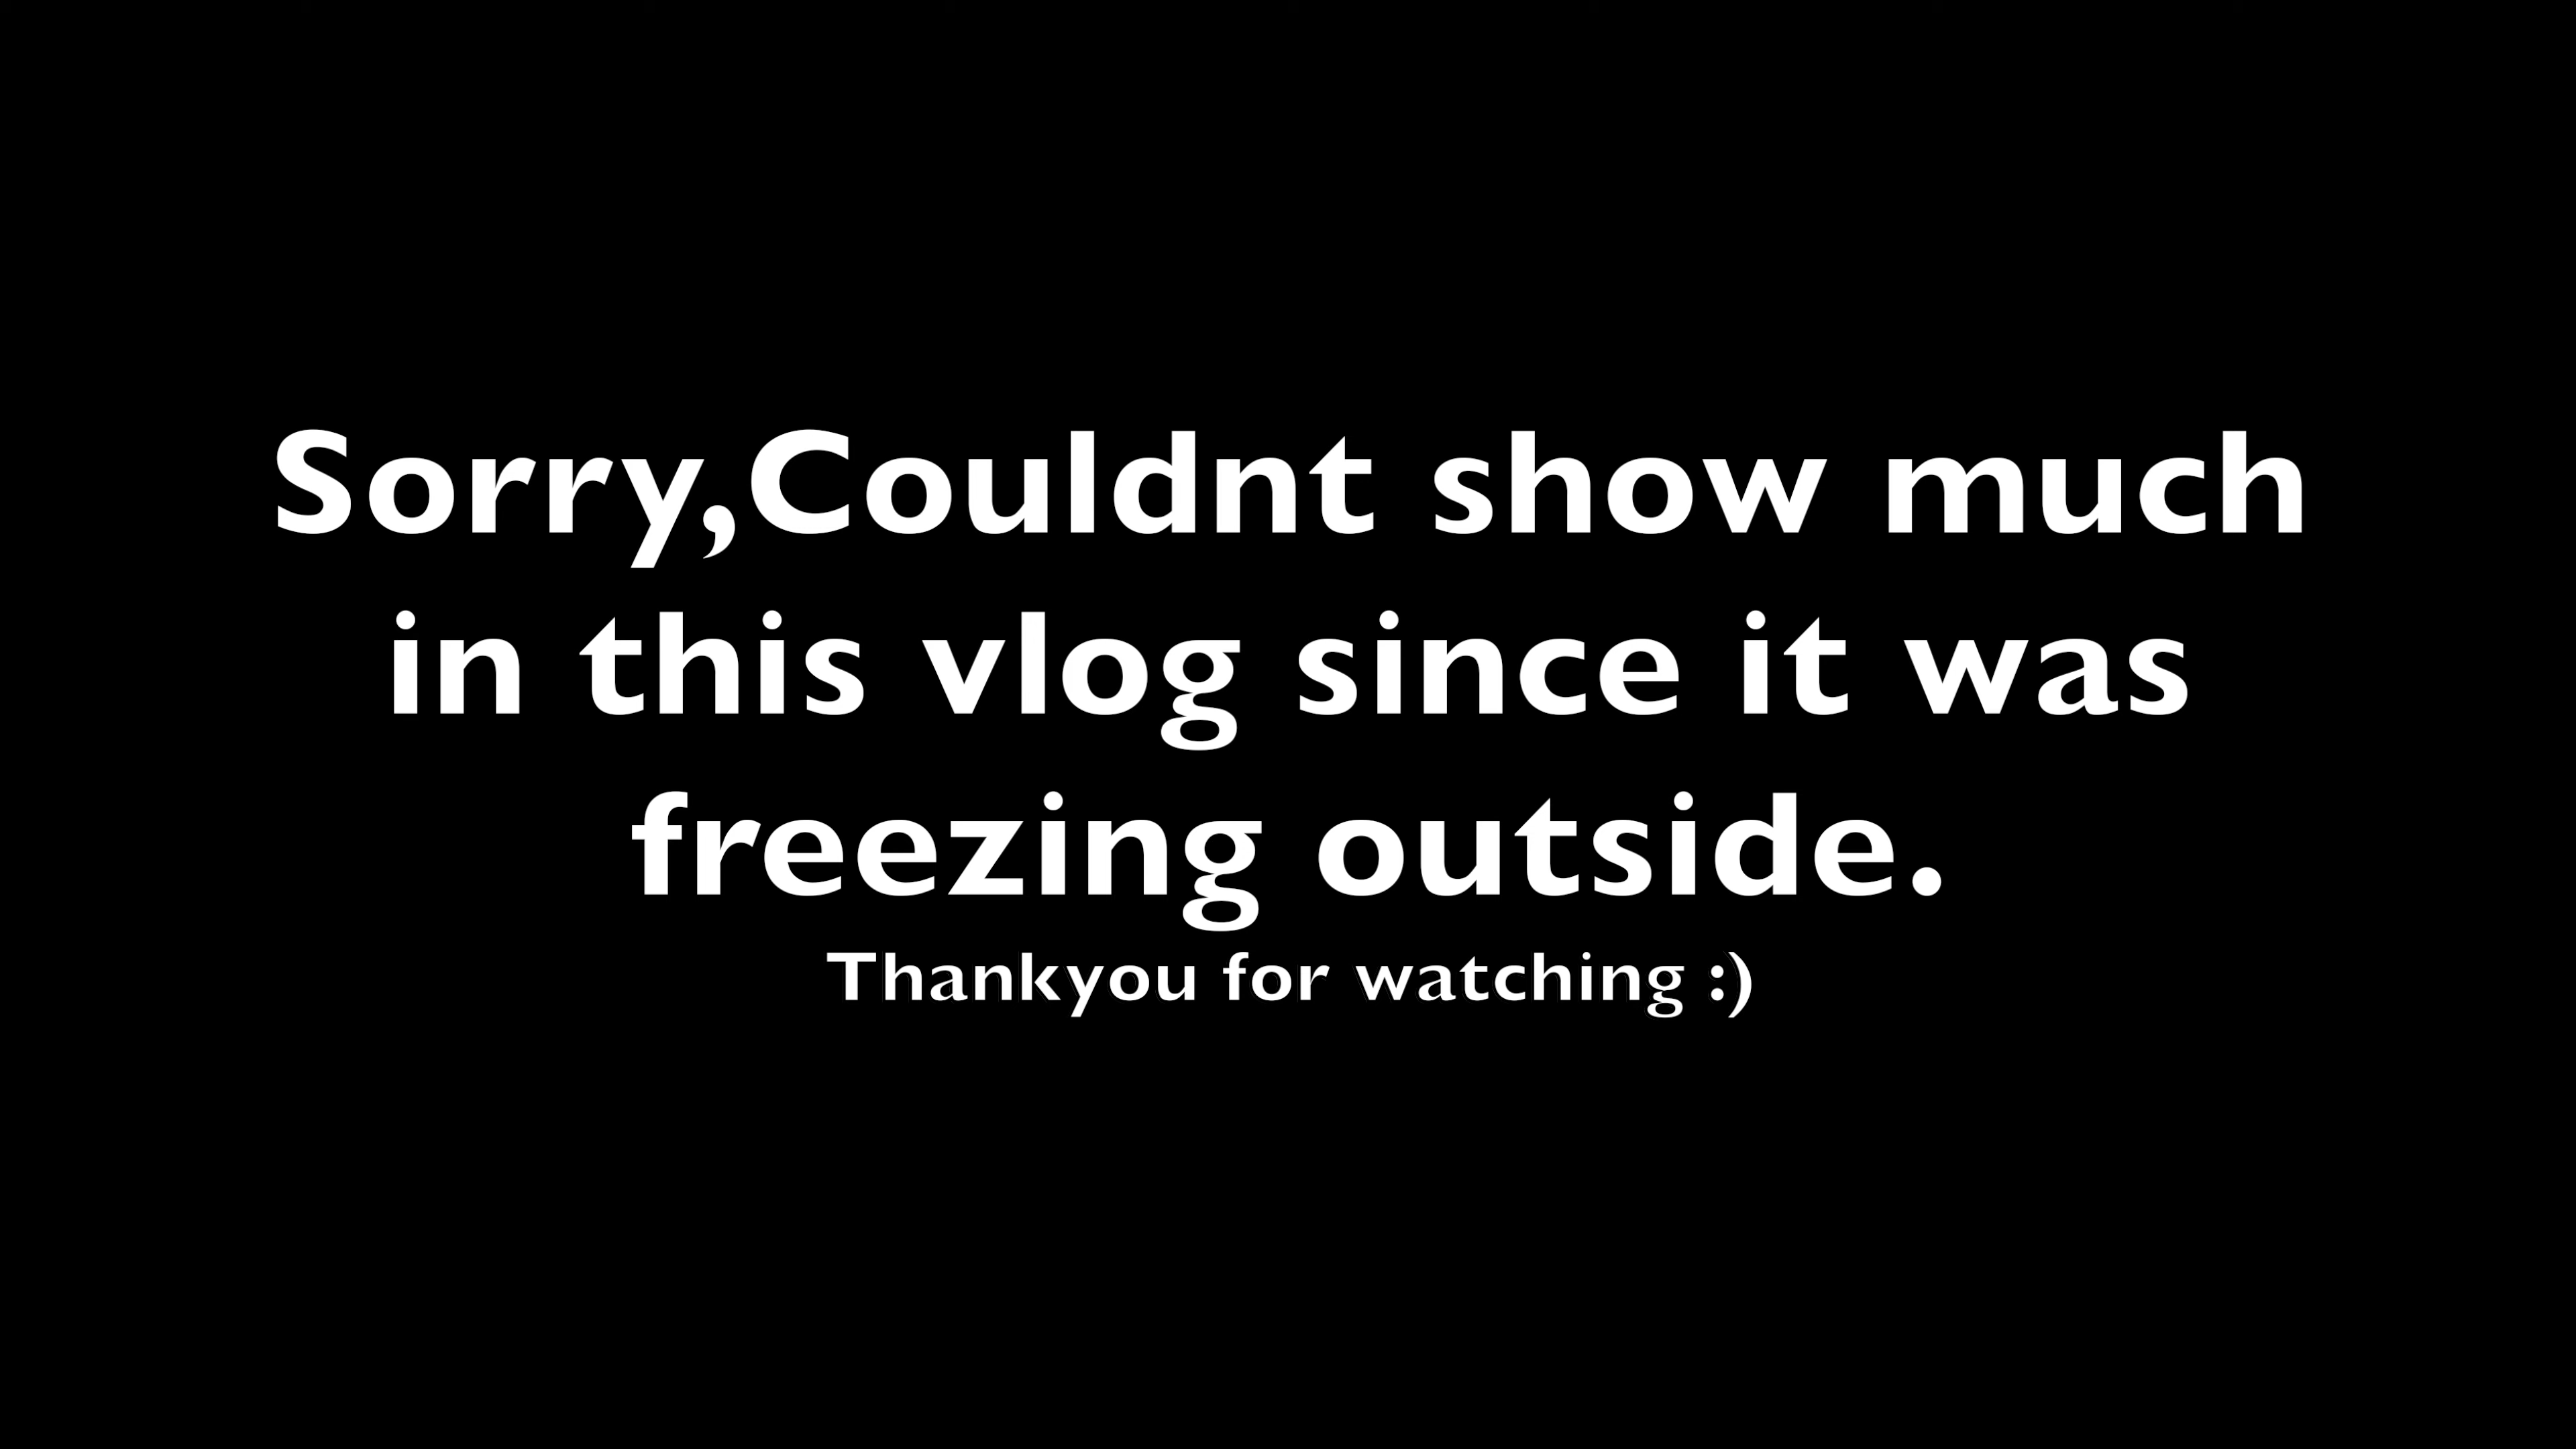 Sorry,Couldnt show much
in this vlog since it was
freezing outside.
Thankyou for watching :)